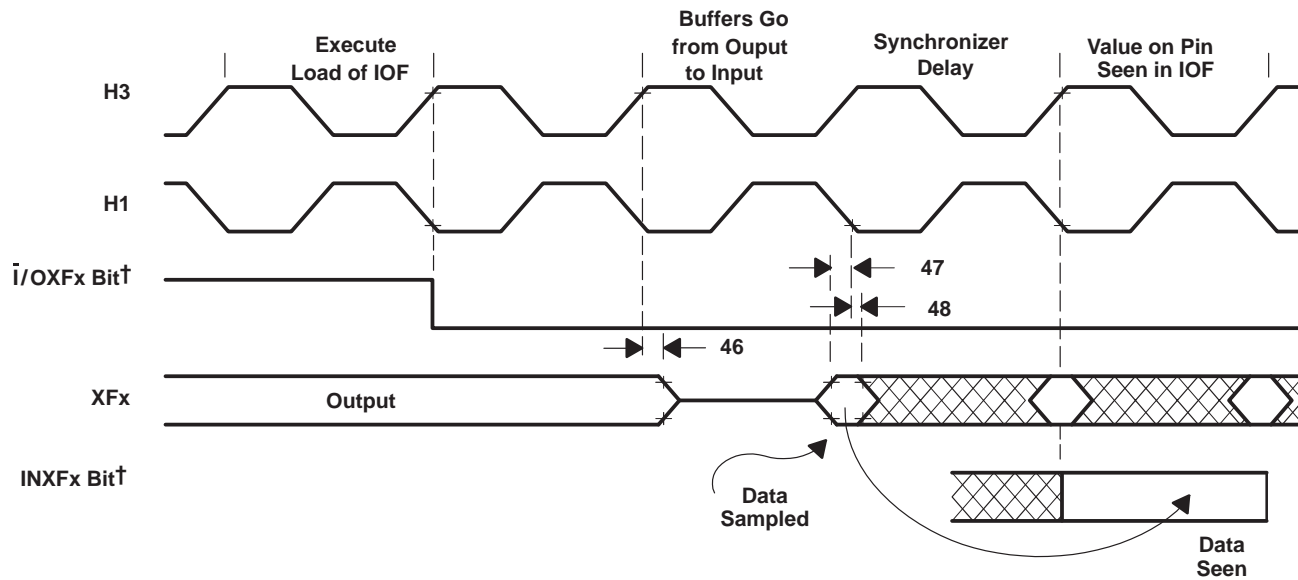 Execute
Load of IOF
Buffers Go
from Ouput
to Input
Synchronizer
Delay
Value on Pin
Seen in IOF
H3
H1
Ī/OXFx Bit†
47
48
46
XFx
Output
INXFx Bit†
Data
Sampled
Data
Seen